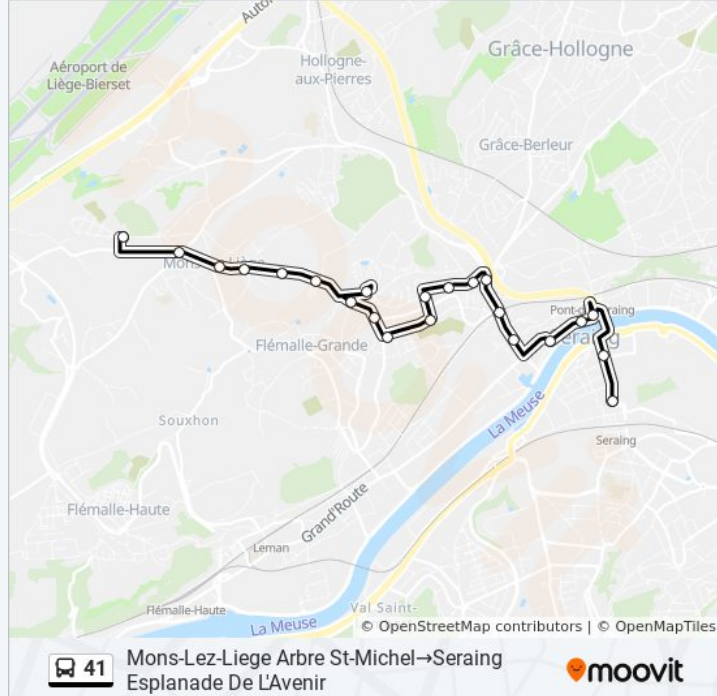 Auto
Aéroport de
Liège-Bierset
Hollogne-
aux-Pierres
Grâce-Hollogne
Grâce-Berleur
Flémalle-Grande
Souxhon
La Meuse
Seraing
Flémalle-Haute
Grand'Route
Leman
Flémalle-Haute
La Meuse
Val Saint-
© OpenStreetMap contributors | © OpenMapTiles
41
Mons-Lez-Liege Arbre St-Michel→Seraing
Esplanade De L'Avenir
moovit